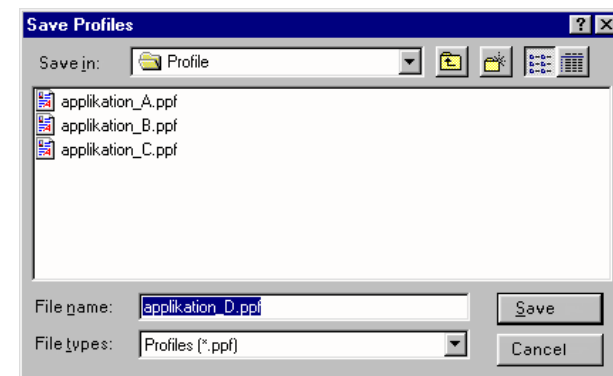 Save Profiles
Save in: Profile
applikation_A.ppf
applikation_B.ppf
applikation_C.ppf
File name: applikation_D.ppf Save
File types: Profiles (*.ppf) Cancel